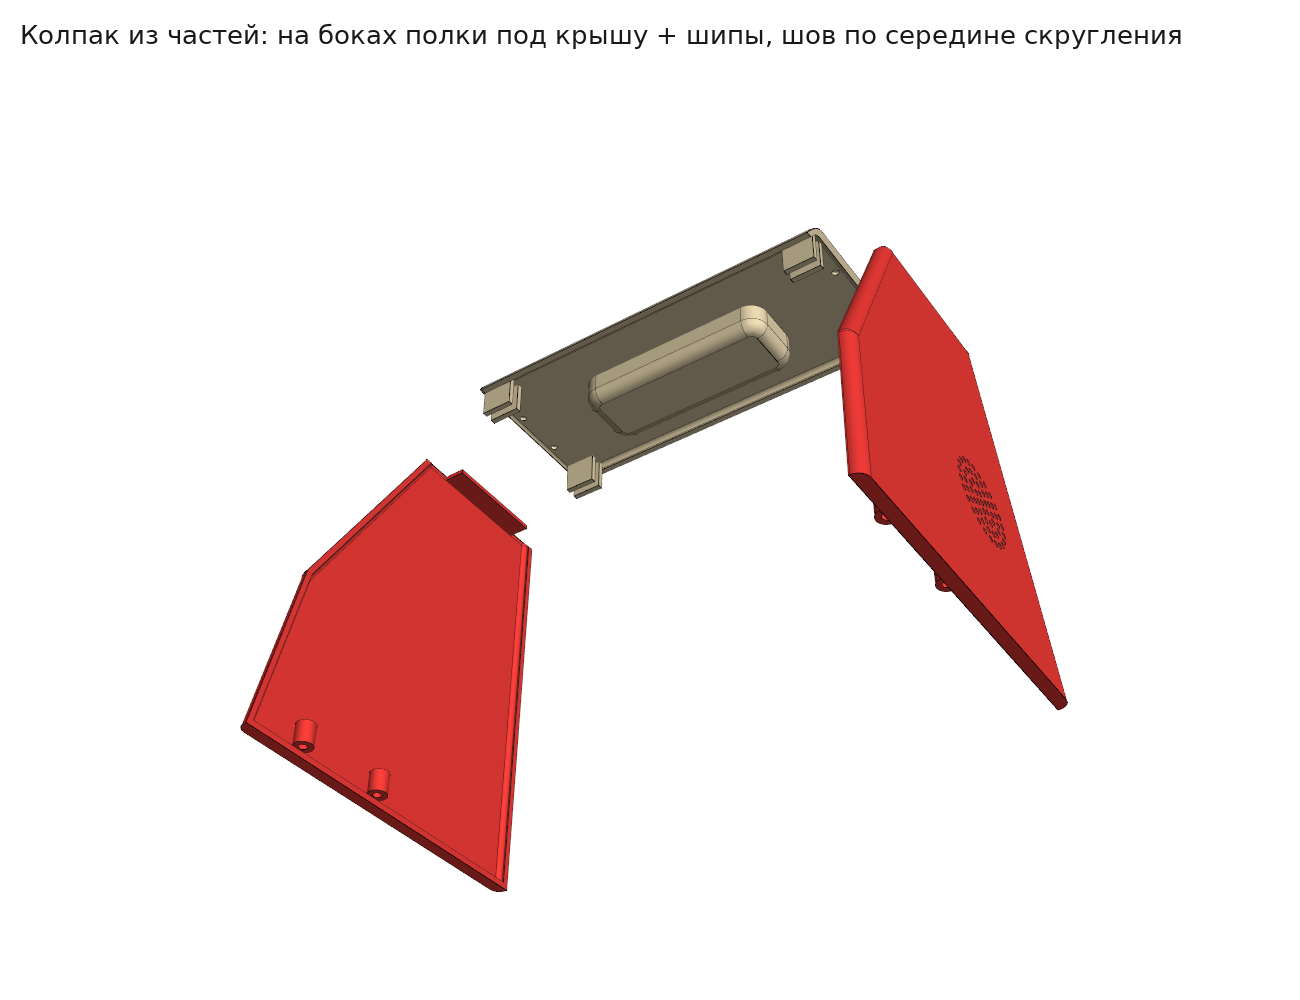 Колпак из частей: на боках полки под крышу + шипы, шов по середине скругления